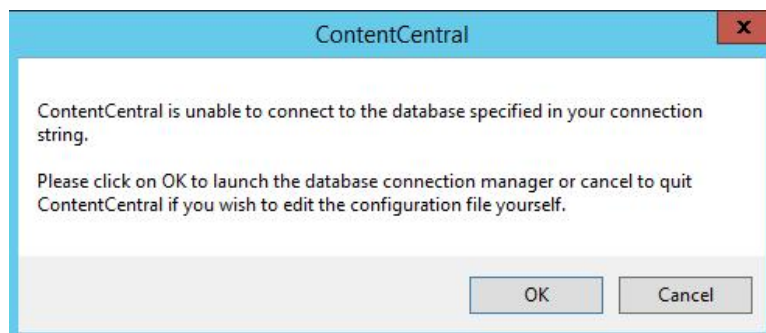 ContentCentral
x
ContentCentral is unable to connect to the database specified in your connection
string.
Please click on OK to launch the database connection manager or cancel to quit
ContentCentral if you wish to edit the configuration file yourself.
OK
Cancel